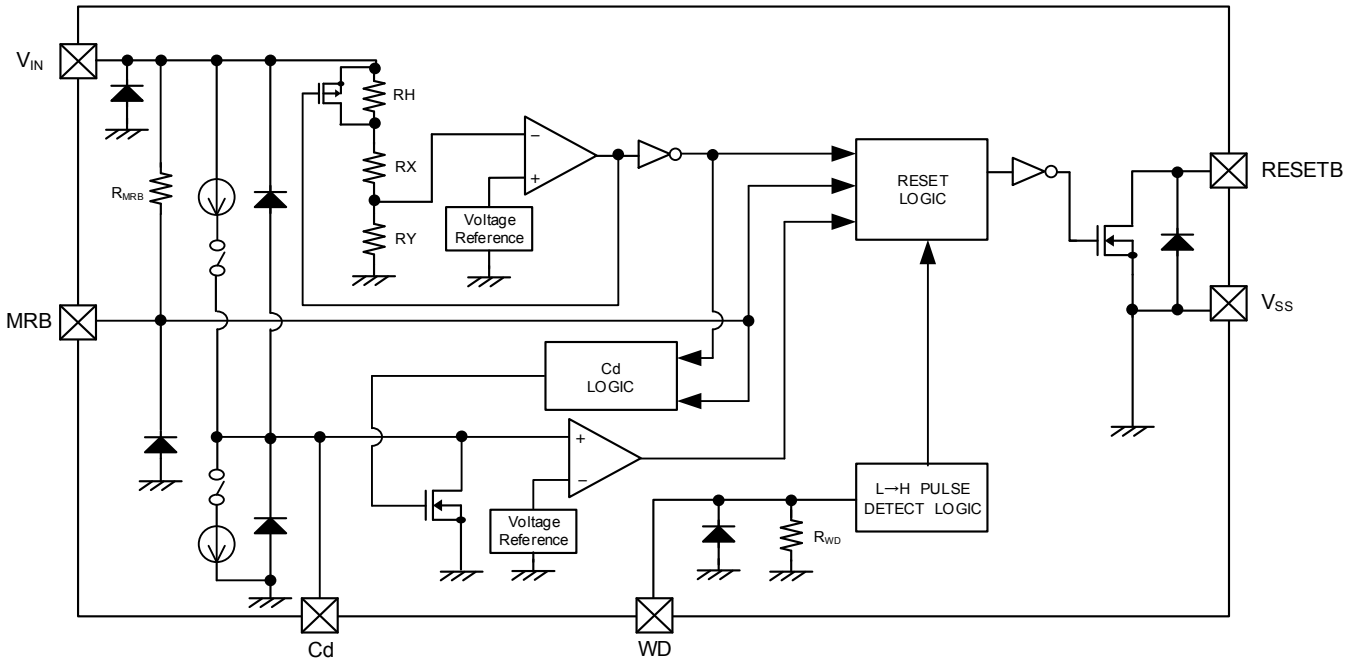 VIN
RH
RX
RY
RMRB
−
+
Voltage
Reference
RESET
LOGIC
RESETB
VSS
MRB
Cd
LOGIC
+
−
Voltage
Reference
L→H PULSE
DETECT LOGIC
RWD
Cd
WD